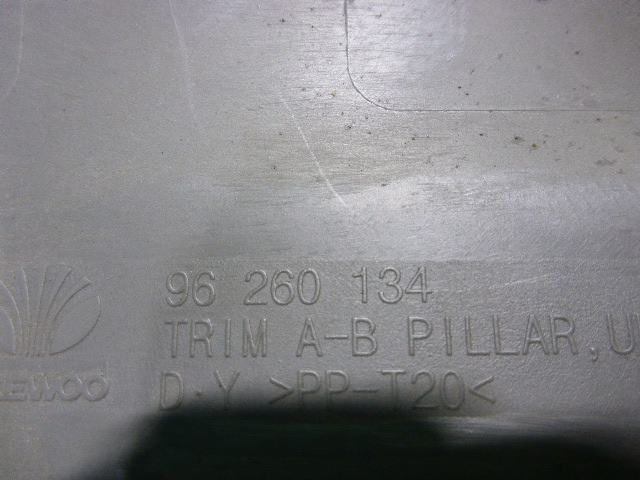 96 260 134
TRIM A-B PILLAR,
D·Y >PP-T20<